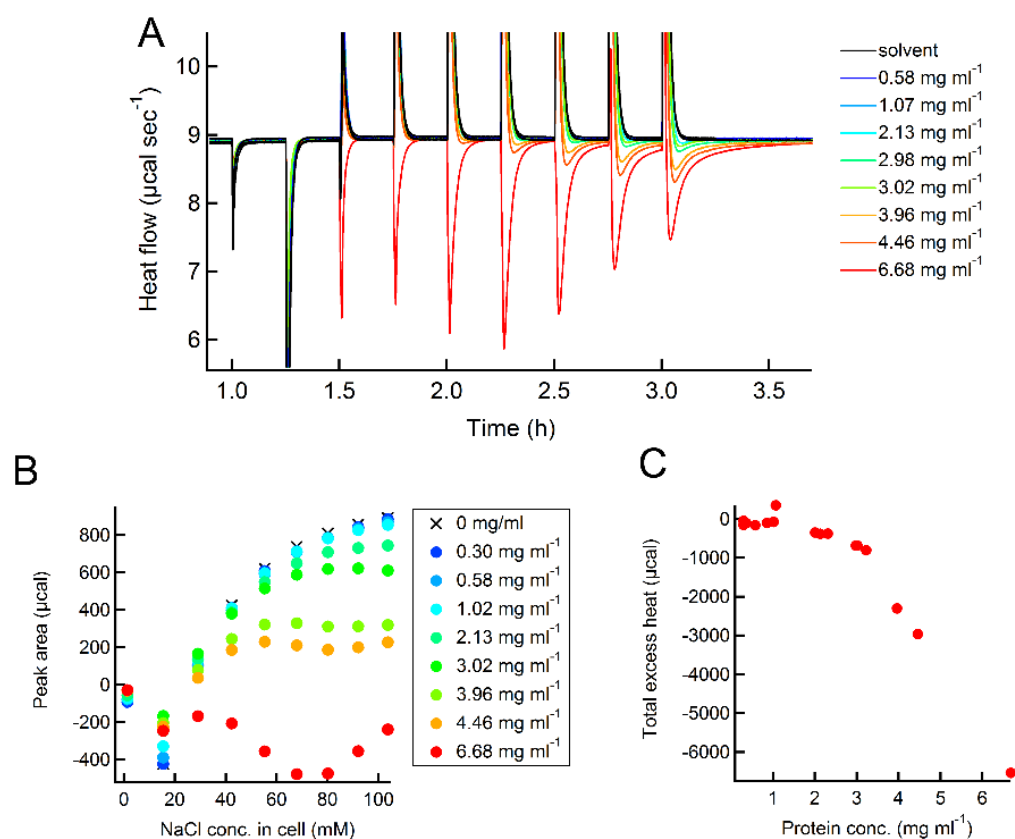 A
Heat flow (µcal sec⁻¹)
10
9
8
7
6
1.0 1.5 2.0 2.5 3.0 3.5
Time (h)
solvent
0.58 mg ml⁻¹
1.07 mg ml⁻¹
2.13 mg ml⁻¹
2.98 mg ml⁻¹
3.02 mg ml⁻¹
3.96 mg ml⁻¹
4.46 mg ml⁻¹
6.68 mg ml⁻¹
B
Peak area (µcal)
800
600
400
200
0
-200
-400
0 20 40 60 80 100
NaCl conc. in cell (mM)
0 mg/ml
0.30 mg ml⁻¹
0.58 mg ml⁻¹
1.02 mg ml⁻¹
2.13 mg ml⁻¹
3.02 mg ml⁻¹
3.96 mg ml⁻¹
4.46 mg ml⁻¹
6.68 mg ml⁻¹
C
Total excess heat (µcal)
0
-1000
-2000
-3000
-4000
-5000
-6000
1 2 3 4 5 6
Protein conc. (mg ml⁻¹)